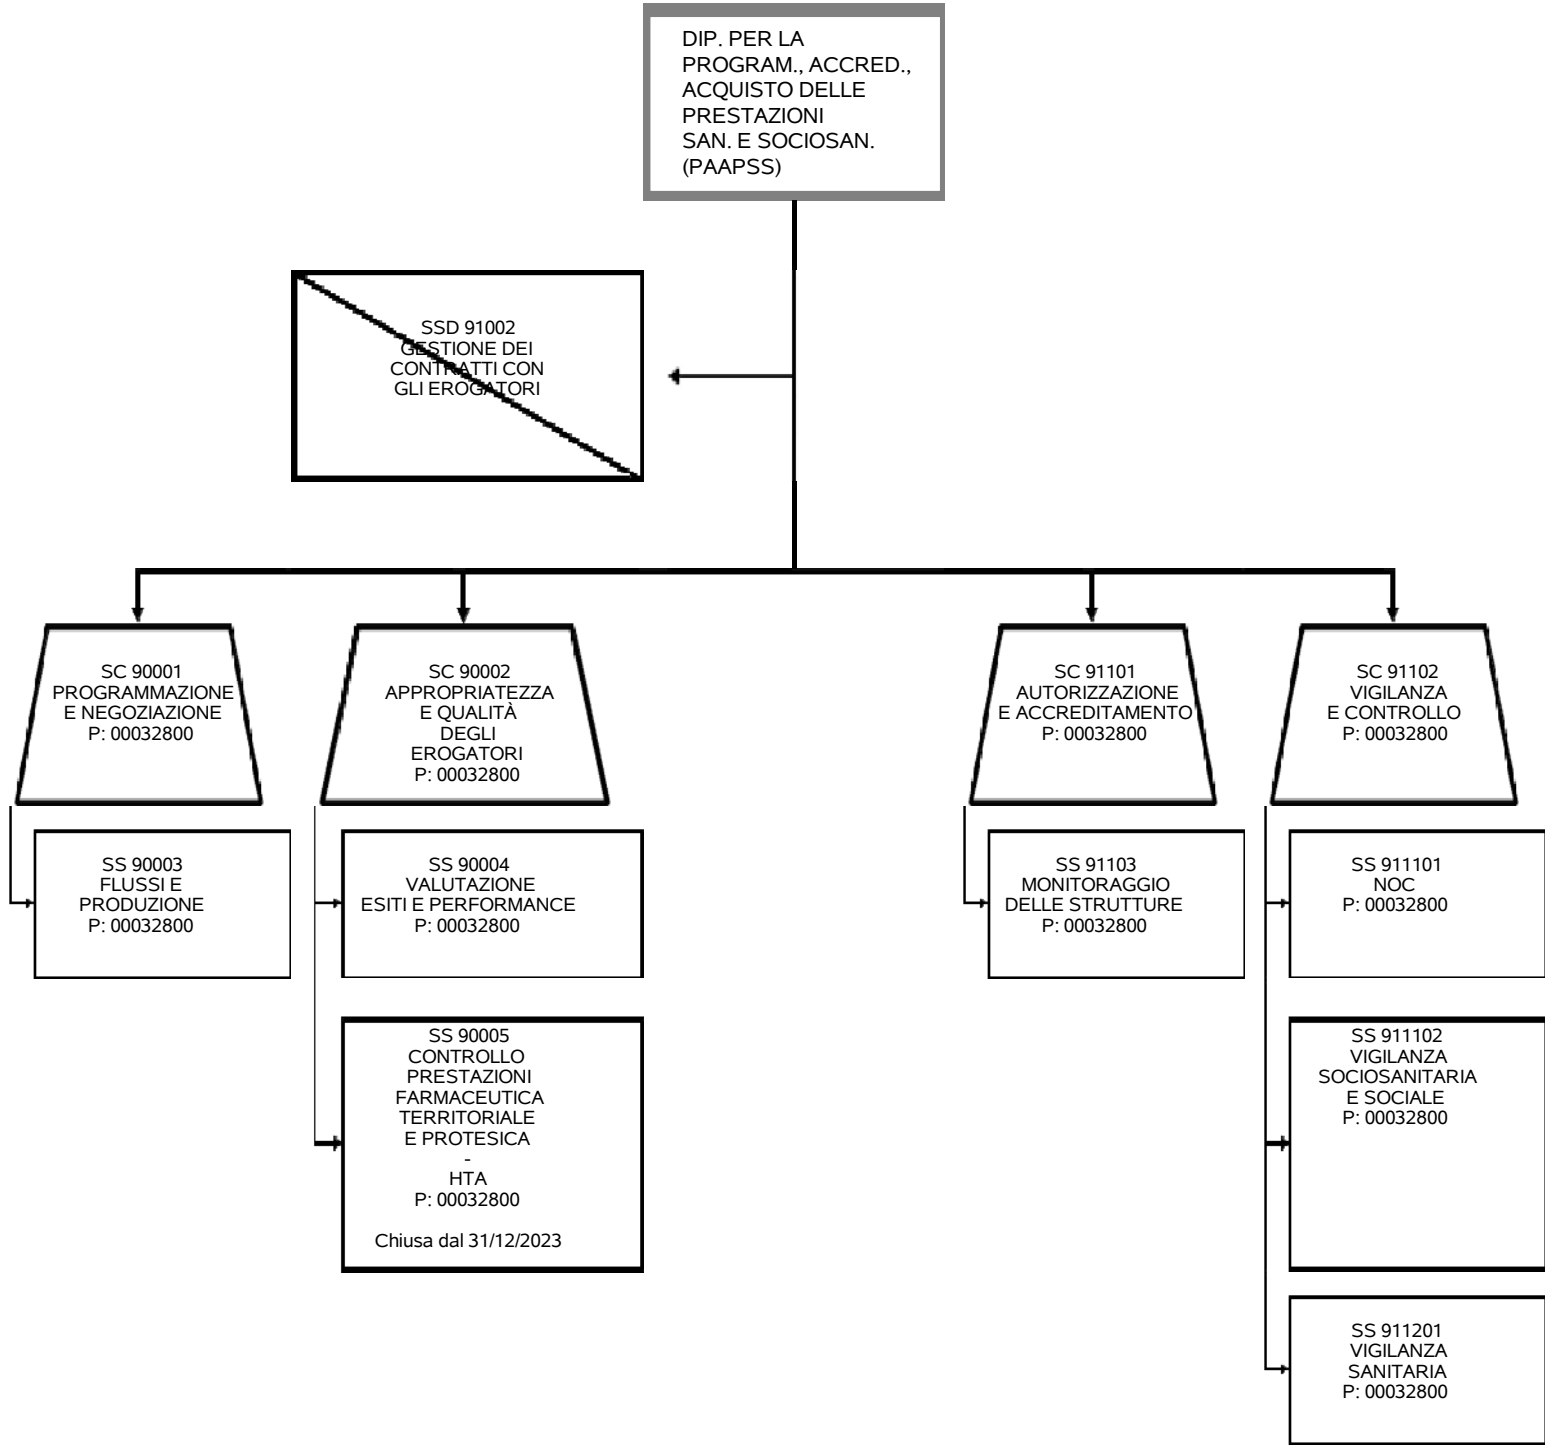 DIP. PER LA
PROGRAM., ACCRED.,
ACQUISTO DELLE
PRESTAZIONI
SAN. E SOCIOSAN.
(PAAPSS)
SSD 91002
GESTIONE DEI
CONTRATTI CON
GLI EROGATORI
SC 90001
PROGRAMMAZIONE
E NEGOZIAZIONE
P: 00032800
SC 90002
APPROPRIATEZZA
E QUALITÀ
DEGLI
EROGATORI
P: 00032800
SC 91101
AUTORIZZAZIONE
E ACCREDITAMENTO
P: 00032800
SC 91102
VIGILANZA
E CONTROLLO
P: 00032800
SS 90003
FLUSSI E
PRODUZIONE
P: 00032800
SS 90004
VALUTAZIONE
ESITI E PERFORMANCE
P: 00032800
SS 91103
MONITORAGGIO
DELLE STRUTTURE
P: 00032800
SS 911101
NOC
P: 00032800
SS 90005
CONTROLLO
PRESTAZIONI
FARMACEUTICA
TERRITORIALE
E PROTESICA
-
HTA
P: 00032800
Chiusa dal 31/12/2023
SS 911102
VIGILANZA
SOCIOSANITARIA
E SOCIALE
P: 00032800
SS 911201
VIGILANZA
SANITARIA
P: 00032800